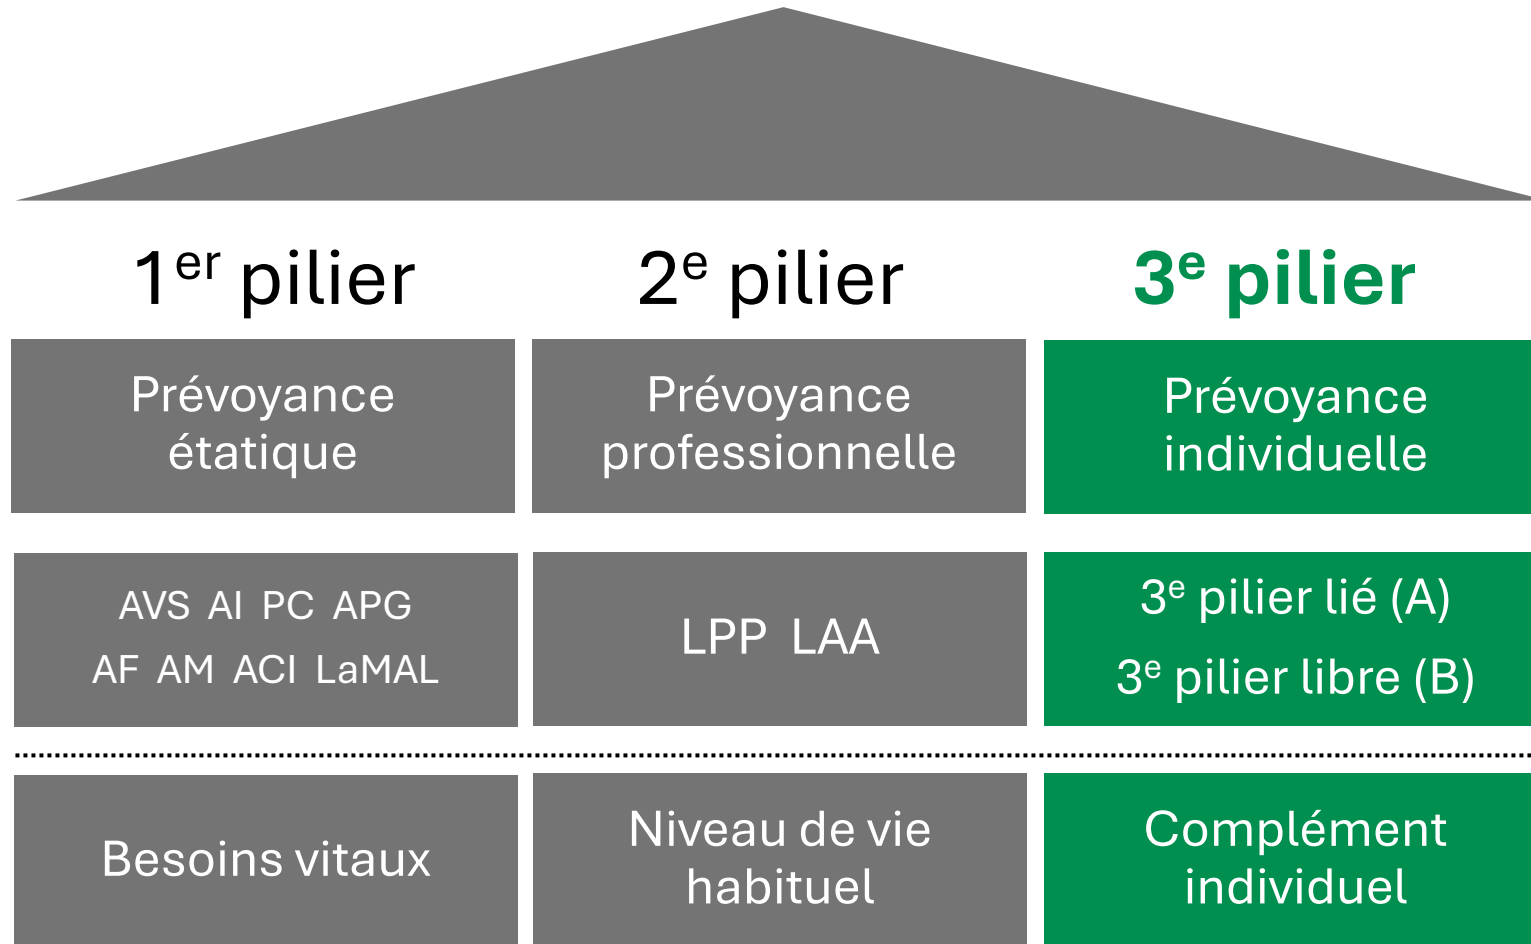 1er pilier
2e pilier
3e pilier
Prévoyance
étatique
Prévoyance
professionnelle
Prévoyance
individuelle
AVS AI PC APG
AF AM ACI LaMAL
LPP LAA
3e pilier lié (A)
3e pilier libre (B)
Besoins vitaux
Niveau de vie
habituel
Complément
individuel